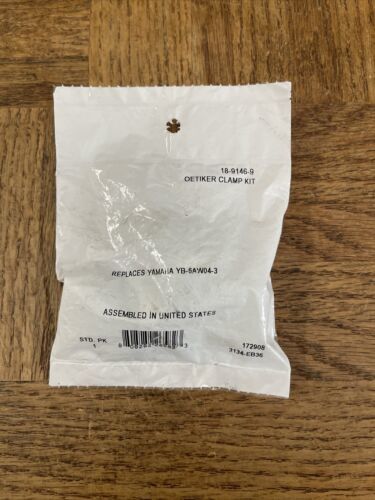 18-9146-9
OETIKER CLAMP KIT
REPLACES YAMAHA YB-6AW04-3
ASSEMBLED IN UNITED STATES
STD. PK
1
172908
3134-EB36